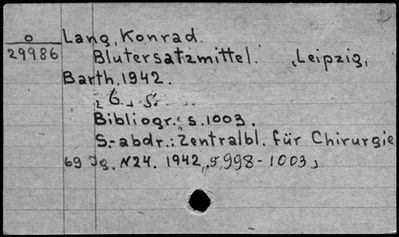 2
o Lang, Konrad.
29986 Blutersatzmittel. Leipzig,
Barth. 1942.
6. S.
Bibliogr.: s. 1003.
S.-abdr.: Zentralbl. für Chirurgie
69 Jg. N24. 1942, S. 998-1003,